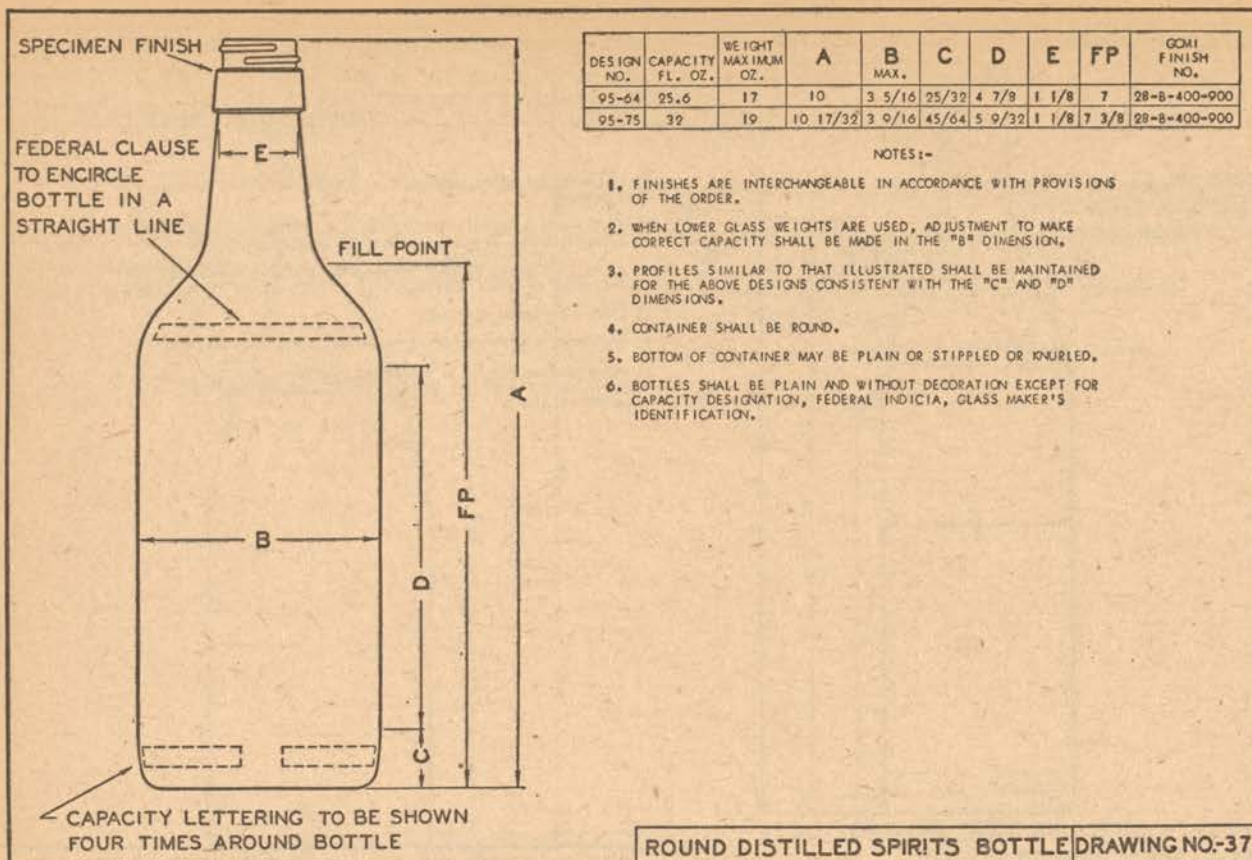 SPECIMEN FINISH
FEDERAL CLAUSE
TO ENCIRCLE
BOTTLE IN A
STRAIGHT LINE
E
FILL POINT
A
FP
B
D
C
CAPACITY LETTERING TO BE SHOWN
FOUR TIMES AROUND BOTTLE
DESIGN NO. CAPACITY FL. OZ. WEIGHT MAXIMUM OZ. A B MAX. C D E FP GCMI FINISH NO.
95-64 25.6 17 10 3 5/16 25/32 4 7/8 1 1/8 7 28-B-400-900
95-75 32 19 10 17/32 3 9/16 45/64 5 9/32 1 1/8 7 3/8 28-B-400-900
NOTES:-
1. FINISHES ARE INTERCHANGEABLE IN ACCORDANCE WITH PROVISIONS
OF THE ORDER.
2. WHEN LOWER GLASS WEIGHTS ARE USED, ADJUSTMENT TO MAKE
CORRECT CAPACITY SHALL BE MADE IN THE "B" DIMENSION.
3. PROFILES SIMILAR TO THAT ILLUSTRATED SHALL BE MAINTAINED
FOR THE ABOVE DESIGNS CONSISTENT WITH THE "C" AND "D"
DIMENSIONS.
4. CONTAINER SHALL BE ROUND.
5. BOTTOM OF CONTAINER MAY BE PLAIN OR STIPPLED OR KNURLED.
6. BOTTLES SHALL BE PLAIN AND WITHOUT DECORATION EXCEPT FOR
CAPACITY DESIGNATION, FEDERAL INDICIA, GLASS MAKER'S
IDENTIFICATION.
ROUND DISTILLED SPIRITS BOTTLE DRAWING NO.-37